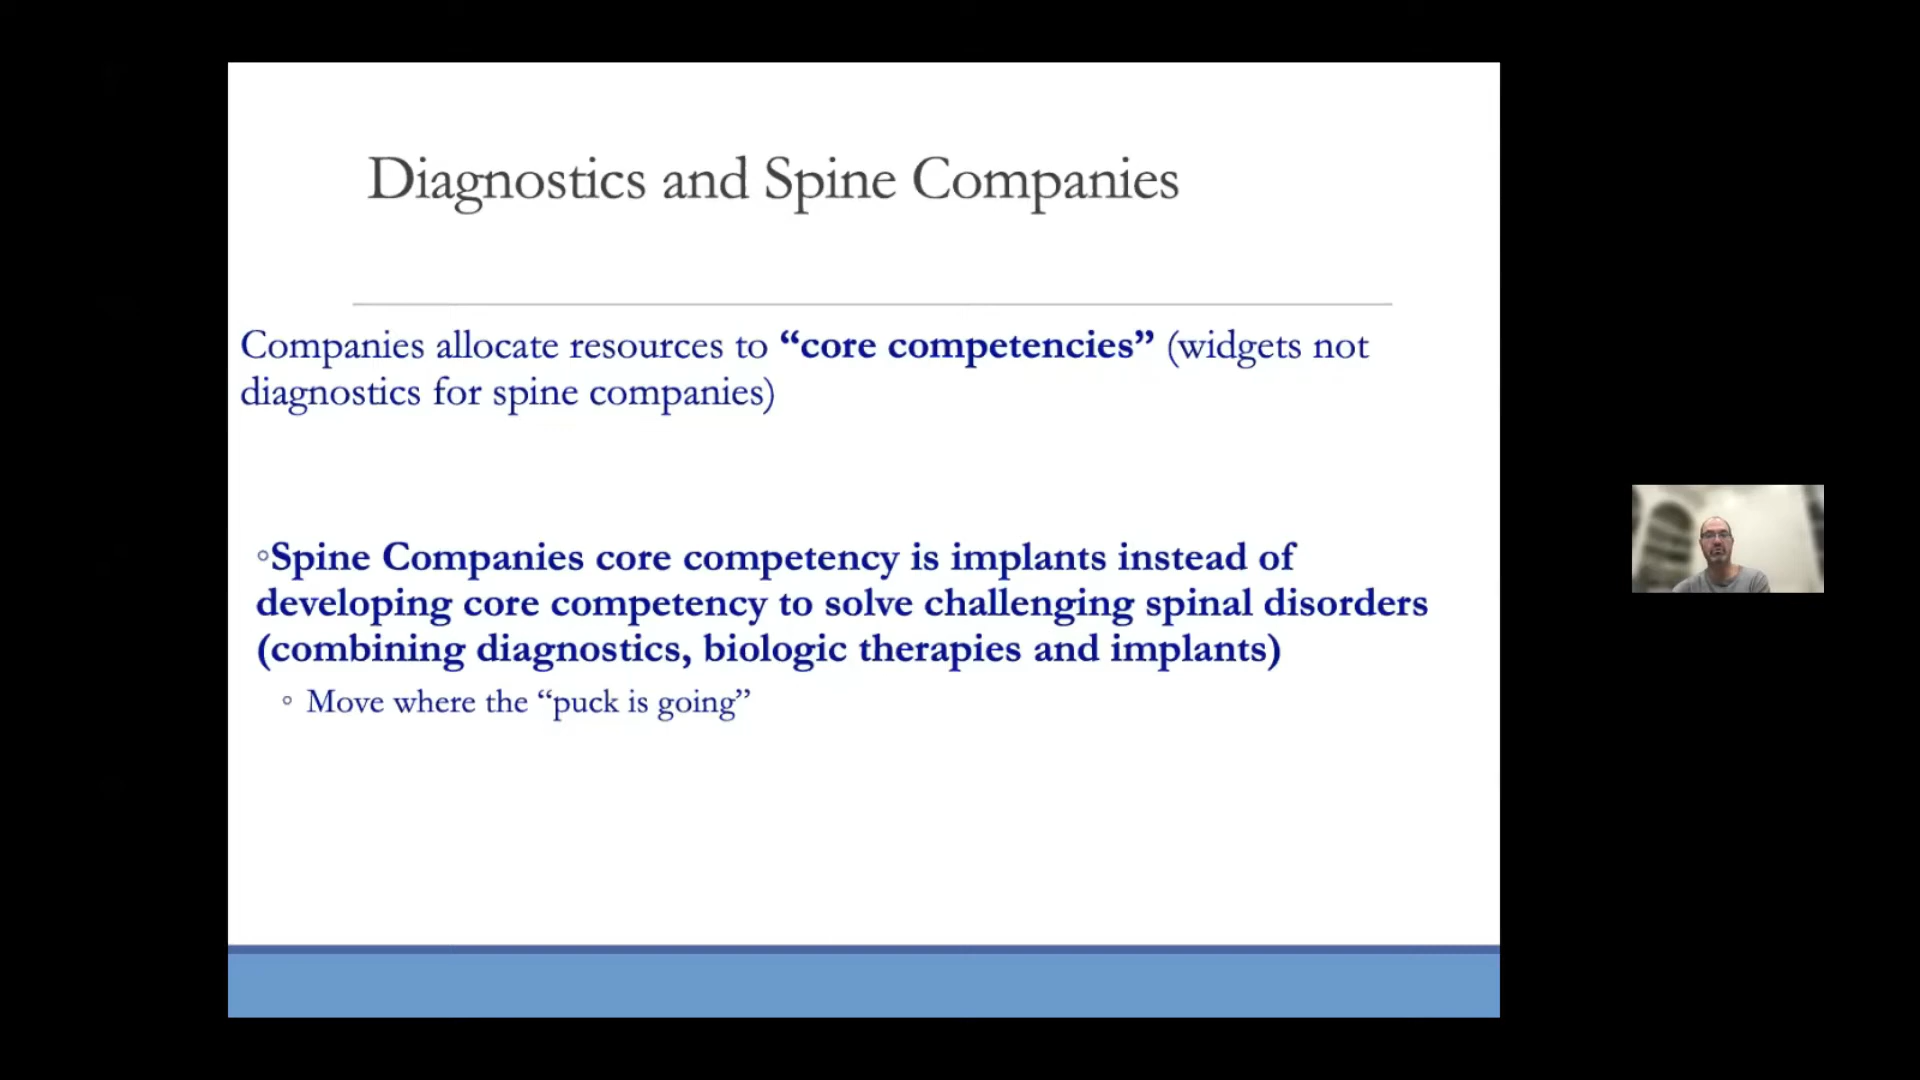 Diagnostics and Spine Companies
Companies allocate resources to “core competencies” (widgets not
diagnostics for spine companies)
◦Spine Companies core competency is implants instead of
developing core competency to solve challenging spinal disorders
(combining diagnostics, biologic therapies and implants)
◦ Move where the “puck is going”